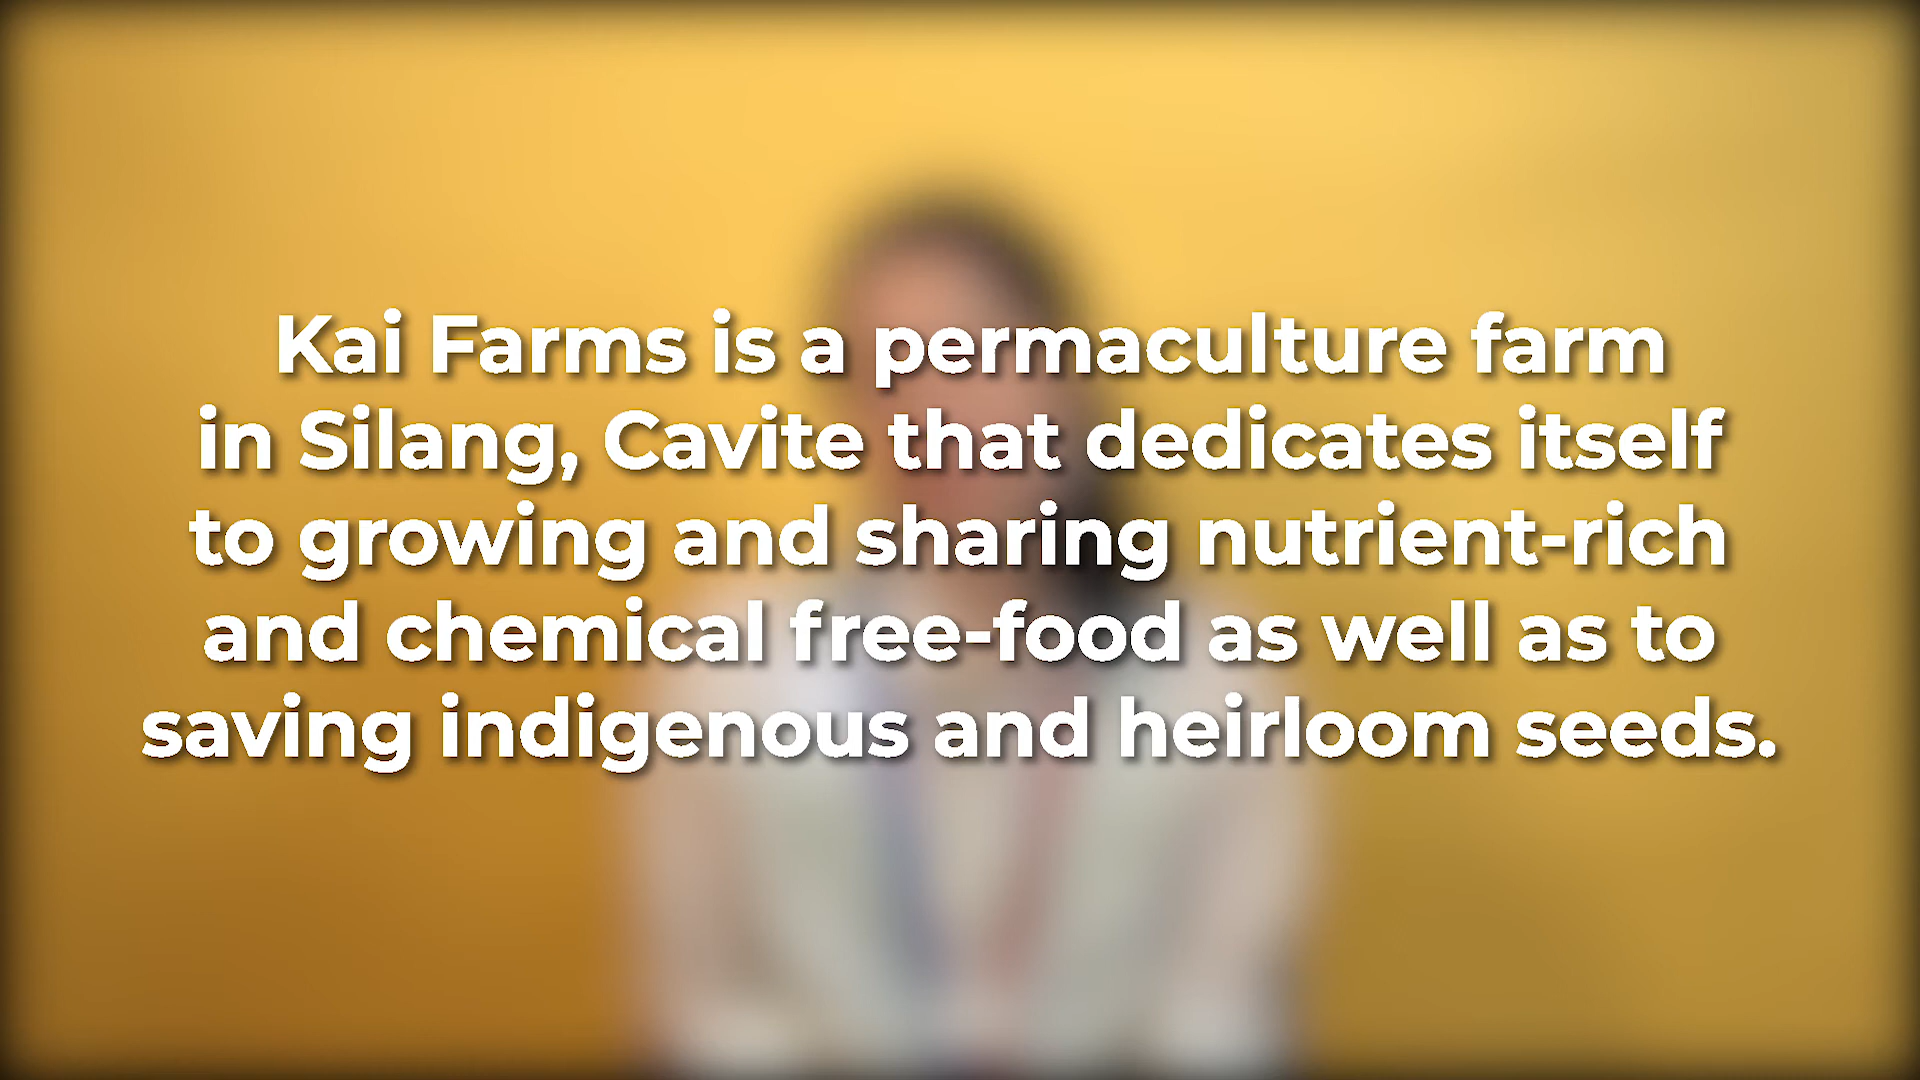 Kai Farms is a permaculture farm
in Silang, Cavite that dedicates itself
to growing and sharing nutrient-rich
and chemical free-food as well as to
saving indigenous and heirloom seeds.